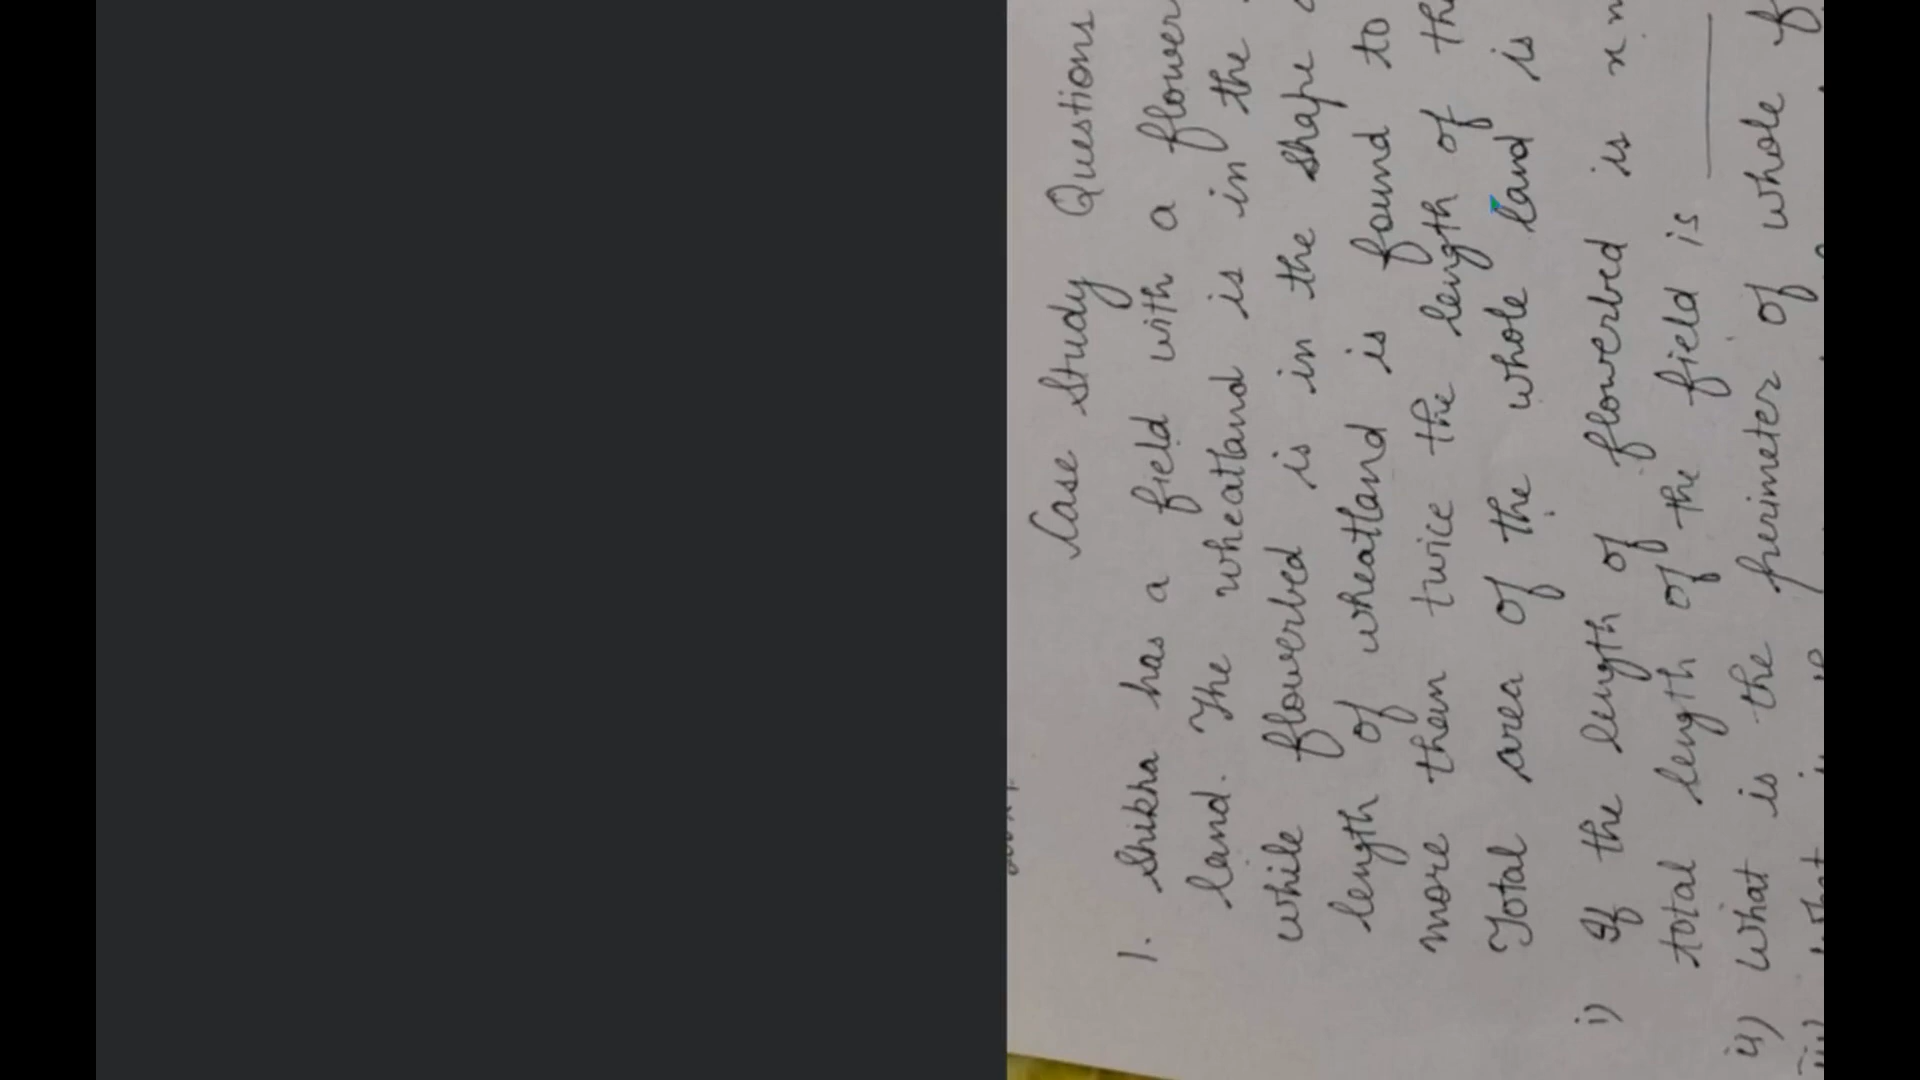 Case Study Questions
1. Shikha has a field with a flower
land. The wheatland is in the
while flowerbed is in the shape
length of wheatland is found to
more them twice the length of the
Total area of the whole land is
i) If the length of flowerbed is x
total length of the field is ____
ii) What is the perimeter of whole